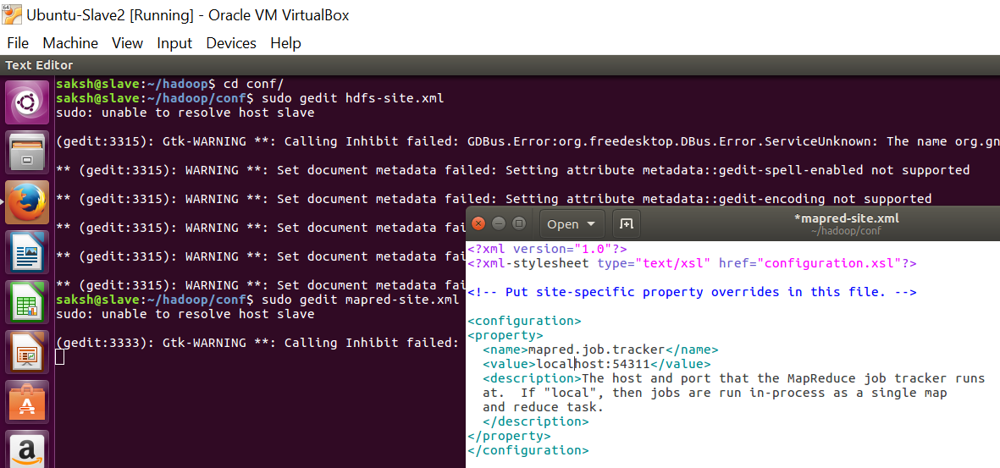 Ubuntu-Slave2 [Running] - Oracle VM VirtualBox
File Machine View Input Devices Help
Text Editor
saksh@slave:~/hadoop$ cd conf/
saksh@slave:~/hadoop/conf$ sudo gedit hdfs-site.xml
sudo: unable to resolve host slave
(gedit:3315): Gtk-WARNING **: Calling Inhibit failed: GDBus.Error:org.freedesktop.DBus.Error.ServiceUnknown: The name org.gn
** (gedit:3315): WARNING **: Set document metadata failed: Setting attribute metadata::gedit-spell-enabled not supported
** (gedit:3315): WARNING **: Set document metadata failed: Setting attribute metadata::gedit-encoding not supported
** (gedit:3315): WARNING **: Set document metadata fai
** (gedit:3315): WARNING **: Set document metadata fai
** (gedit:3315): WARNING **: Set document metadata fai
saksh@slave:~/hadoop/conf$ sudo gedit mapred-site.xml
sudo: unable to resolve host slave
(gedit:3333): Gtk-WARNING **: Calling Inhibit failed:
Open
*mapred-site.xml
~/hadoop/conf
<?xml version="1.0"?>
<?xml-stylesheet type="text/xsl" href="configuration.xsl"?>
<!-- Put site-specific property overrides in this file. -->
<configuration>
<property>
  <name>mapred.job.tracker</name>
  <value>localhost:54311</value>
  <description>The host and port that the MapReduce job tracker runs
  at.  If "local", then jobs are run in-process as a single map
  and reduce task.
  </description>
</property>
</configuration>